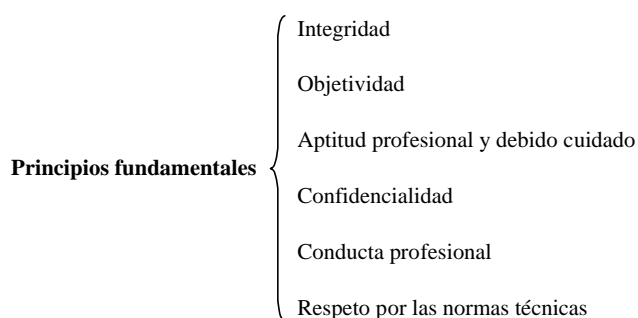 Integridad
Objetividad
Aptitud profesional y debido cuidado
Principios fundamentales
Confidencialidad
Conducta profesional
Respeto por las normas técnicas